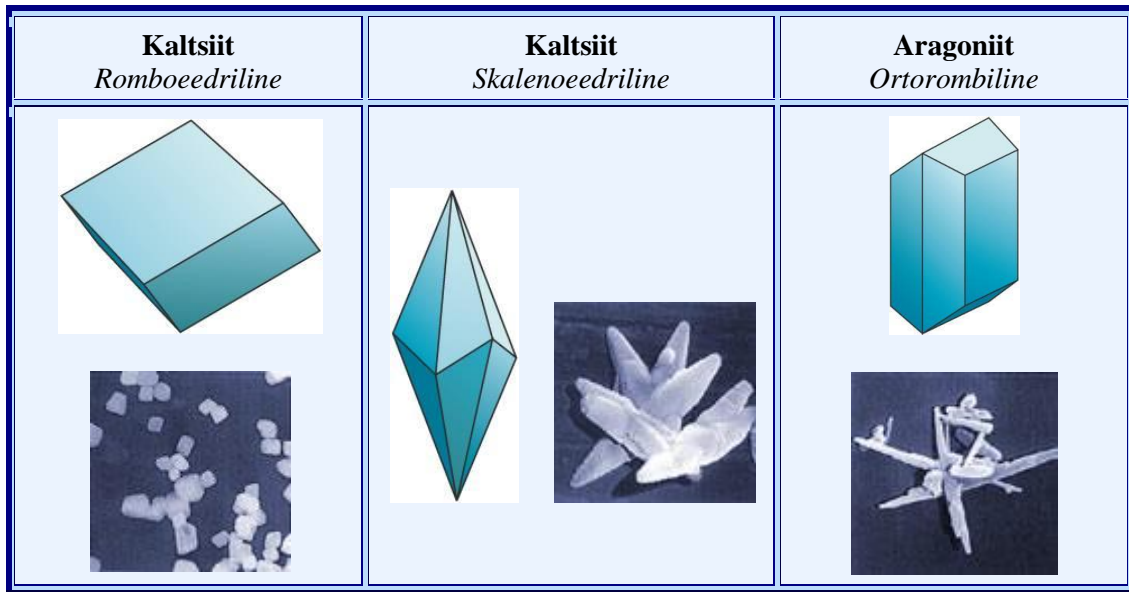 Kaltsiit
Romboeedriline
Kaltsiit
Skalenoeedriline
Aragoniit
Ortorombiline